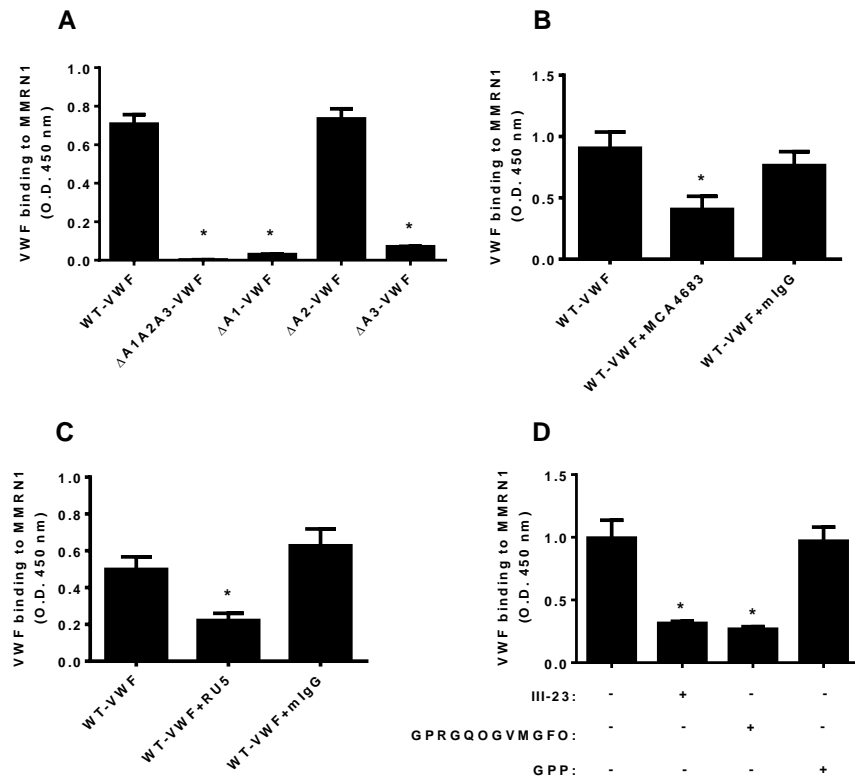 A
VWF binding to MMRN1
(O.D. 450 nm)
0.8
0.6
0.4
0.2
0.0
*
*
*
WT-VWF
ΔA1A2A3-VWF
ΔA1-VWF
ΔA2-VWF
ΔA3-VWF
B
VWF binding to MMRN1
(O.D. 450 nm)
1.5
1.0
0.5
0.0
*
WT-VWF
WT-VWF+MCA4683
WT-VWF+mIgG
C
VWF binding to MMRN1
(O.D. 450 nm)
1.0
0.8
0.6
0.4
0.2
0.0
*
WT-VWF
WT-VWF+RU5
WT-VWF+mIgG
D
VWF binding to MMRN1
(O.D. 450 nm)
1.5
1.0
0.5
0.0
*
*
III-23: - + - -
GPRGQOGVMGFO: - - + -
GPP: - - - +